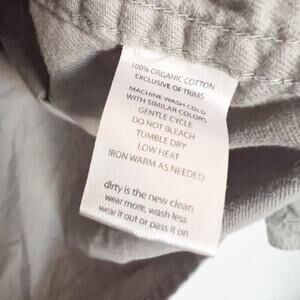 100% ORGANIC COTTON
EXCLUSIVE OF TRIMS
MACHINE WASH COLD
WITH SIMILAR COLORS
GENTLE CYCLE
DO NOT BLEACH
TUMBLE DRY
LOW HEAT
IRON WARM AS NEEDED
dirty is the new clean
wear more, wash less
wear it out or pass it on